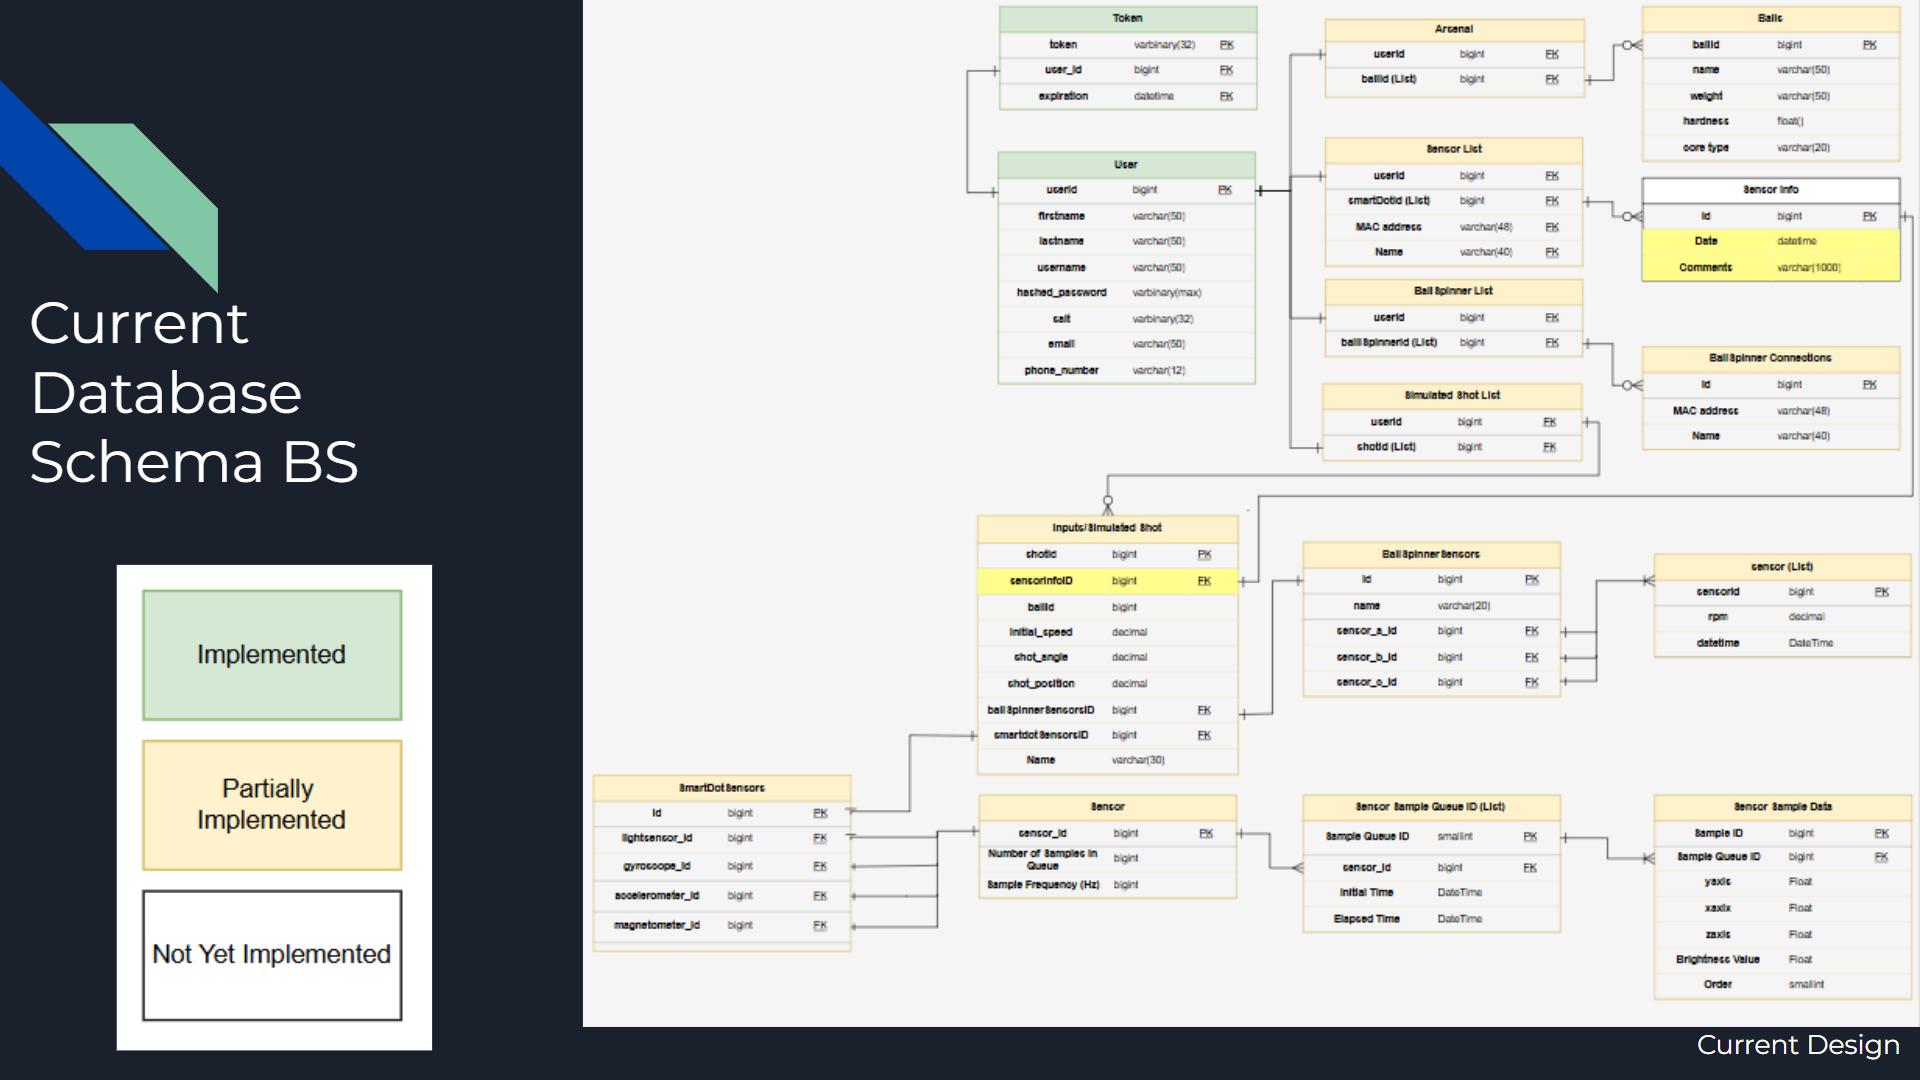 Current
Database
Schema BS
Implemented
Partially
Implemented
Not Yet Implemented
Token
token varbinary(32) PK
user_id bigint FK
expiration datetime FK
User
userId bigint PK
firstname varchar(50)
lastname varchar(50)
username varchar(50)
hashed_password varbinary(max)
salt varbinary(32)
email varchar(50)
phone_number varchar(12)
Arsenal
userId bigint FK
ballId (List) bigint FK
Balls
ballId bigint PK
name varchar(50)
weight varchar(50)
hardness float()
core type varchar(20)
Sensor List
userId bigint FK
smartDotId (List) bigint FK
MAC address varchar(48) FK
Name varchar(40) FK
Sensor Info
Id bigint PK
Date datetime
Comments varchar(1000)
Ball Spinner List
userId bigint FK
ballSpinnerId (List) bigint FK
Ball Spinner Connections
Id bigint PK
MAC address varchar(48)
Name varchar(40)
Simulated Shot List
userId bigint FK
shotId (List) bigint FK
Inputs/Simulated Shot
shotId bigint PK
sensorInfoID bigint FK
ballId bigint
Initial_speed decimal
shot_angle decimal
shot_position decimal
ballSpinnerSensorsID bigint FK
smartdotSensorsID bigint FK
Name varchar(30)
BallSpinnerSensors
Id bigint PK
name varchar(20)
sensor_a_Id bigint FK
sensor_b_Id bigint FK
sensor_c_Id bigint FK
sensor (List)
sensorId bigint PK
rpm decimal
datetime DateTime
SmartDotSensors
Id bigint PK
lightsensor_Id bigint FK
gyroscope_Id bigint FK
accelerometer_Id bigint FK
magnetometer_Id bigint FK
Sensor
sensor_Id bigint PK
Number of Samples In
Queue bigint
Sample Frequency (Hz) bigint
Sensor Sample Queue ID (List)
Sample Queue ID smallint PK
sensor_Id bigint FK
Initial Time DateTime
Elapsed Time DateTime
Sensor Sample Data
Sample ID bigint PK
Sample Queue ID bigint FK
yaxis Float
xaxix Float
zaxis Float
Brightness Value Float
Order smallint
Current Design